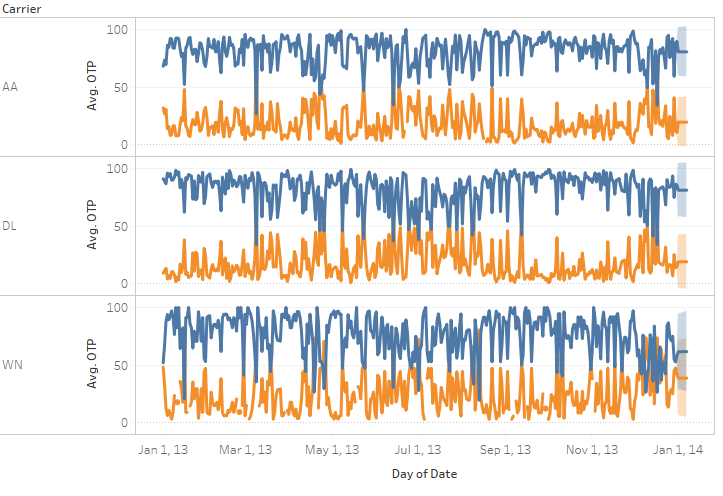 Carrier
AA
Avg. OTP
100
50
0
DL
Avg. OTP
100
50
0
WN
Avg. OTP
100
50
0
Jan 1, 13 Mar 1, 13 May 1, 13 Jul 1, 13 Sep 1, 13 Nov 1, 13 Jan 1, 14
Day of Date